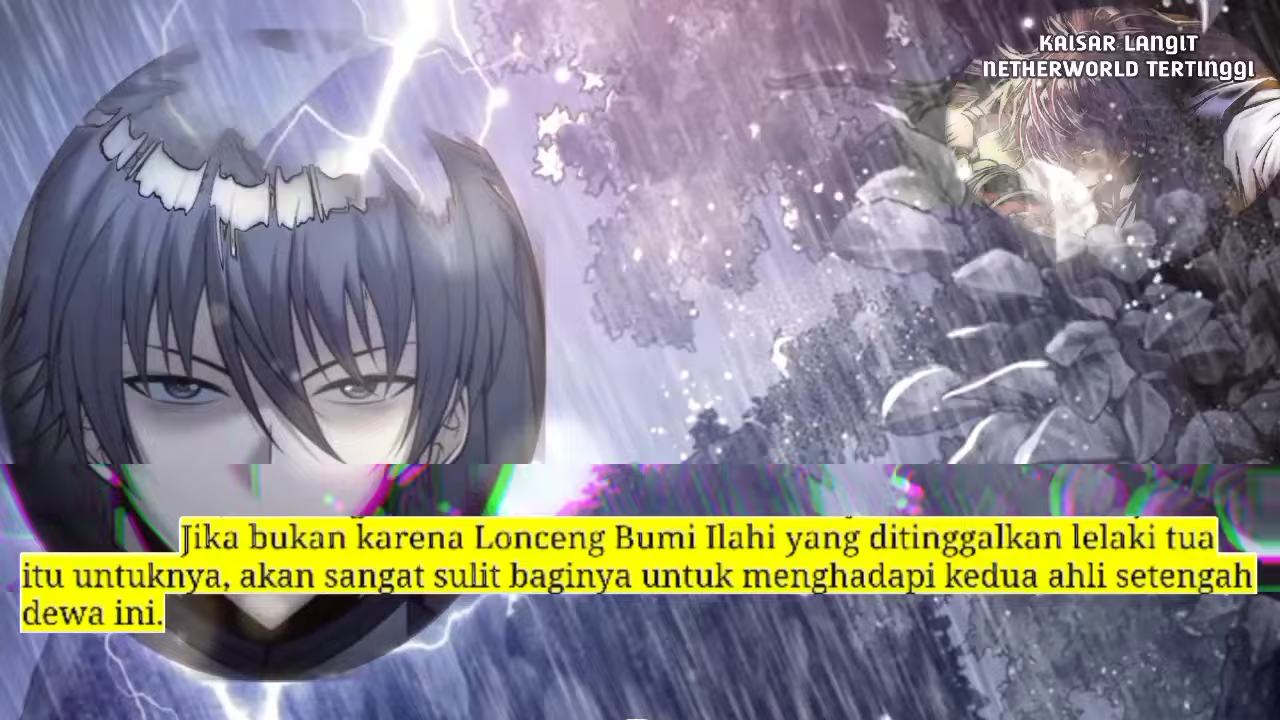 KAISAR LANGIT
NETHERWORLD TERTINGGI
Jika bukan karena Lonceng Bumi Ilahi yang ditinggalkan lelaki tua
itu untuknya, akan sangat sulit baginya untuk menghadapi kedua ahli setengah
dewa ini.